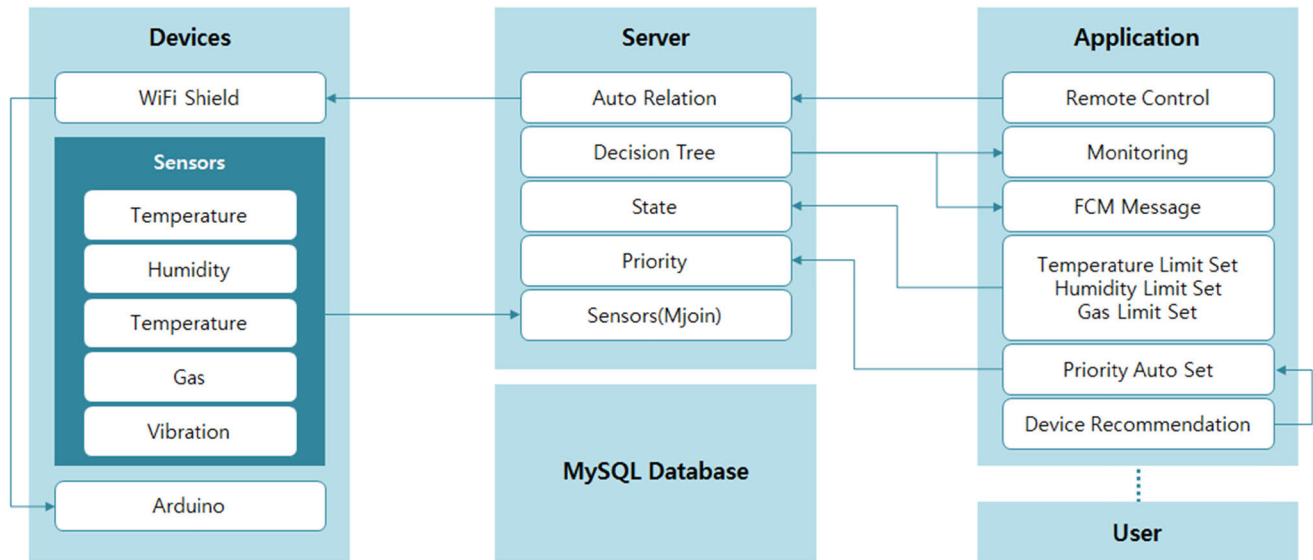 Devices
WiFi Shield
Sensors
Temperature
Humidity
Temperature
Gas
Vibration
Arduino
Server
Auto Relation
Decision Tree
State
Priority
Sensors(Mjoin)
MySQL Database
Application
Remote Control
Monitoring
FCM Message
Temperature Limit Set
Humidity Limit Set
Gas Limit Set
Priority Auto Set
Device Recommendation
User